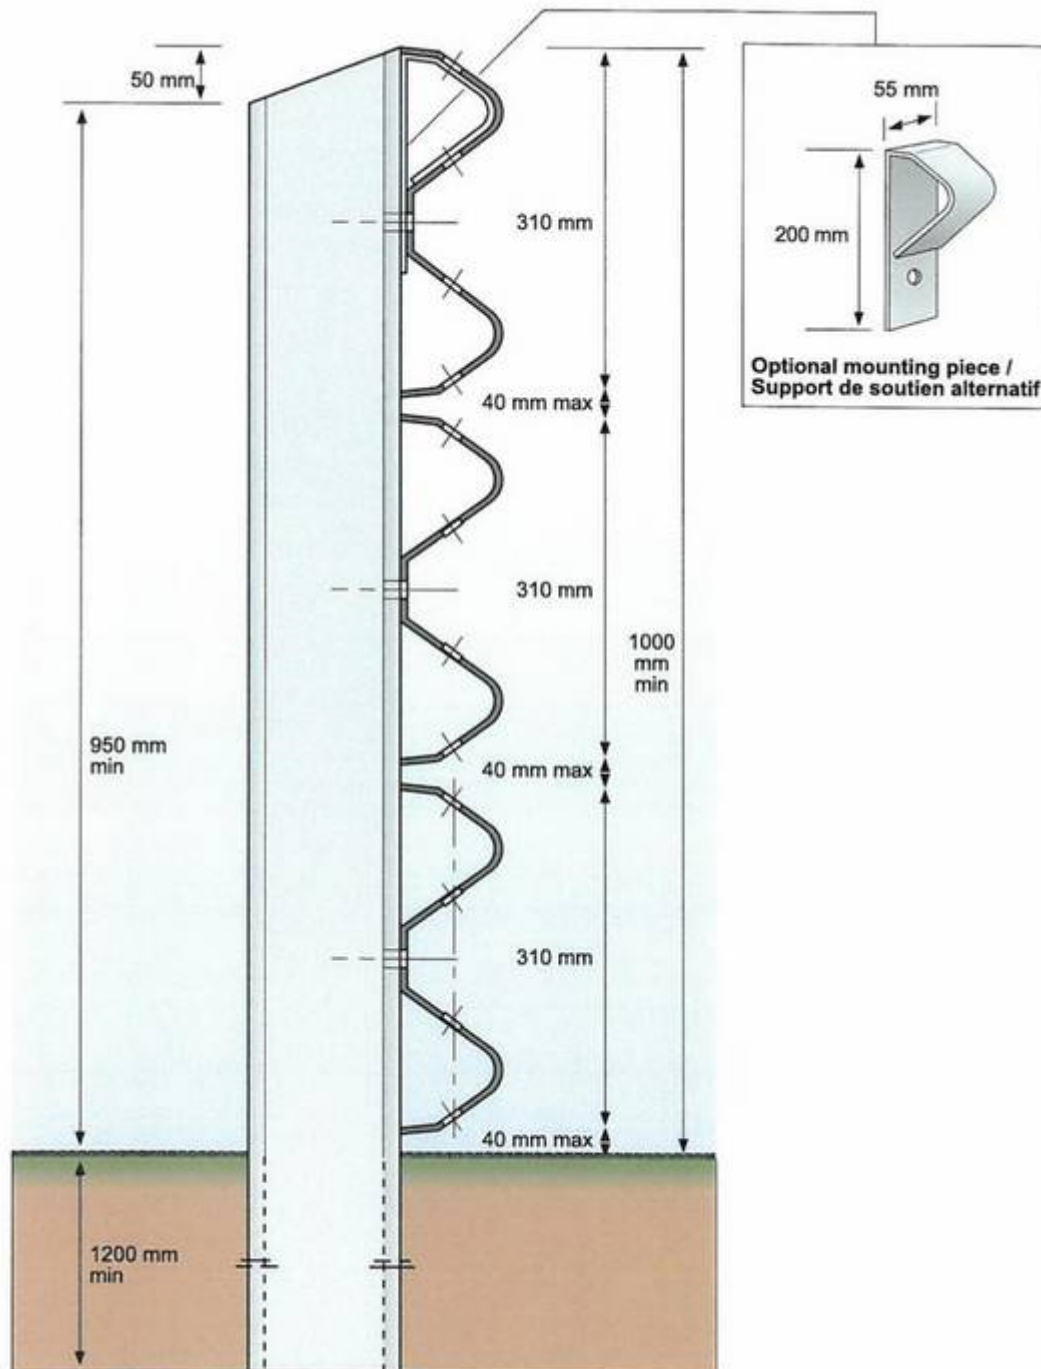 50 mm
55 mm
310 mm
200 mm
Optional mounting piece /
Support de soutien alternatif
40 mm max
310 mm
1000
mm
min
950 mm
min
40 mm max
310 mm
40 mm max
1200 mm
min